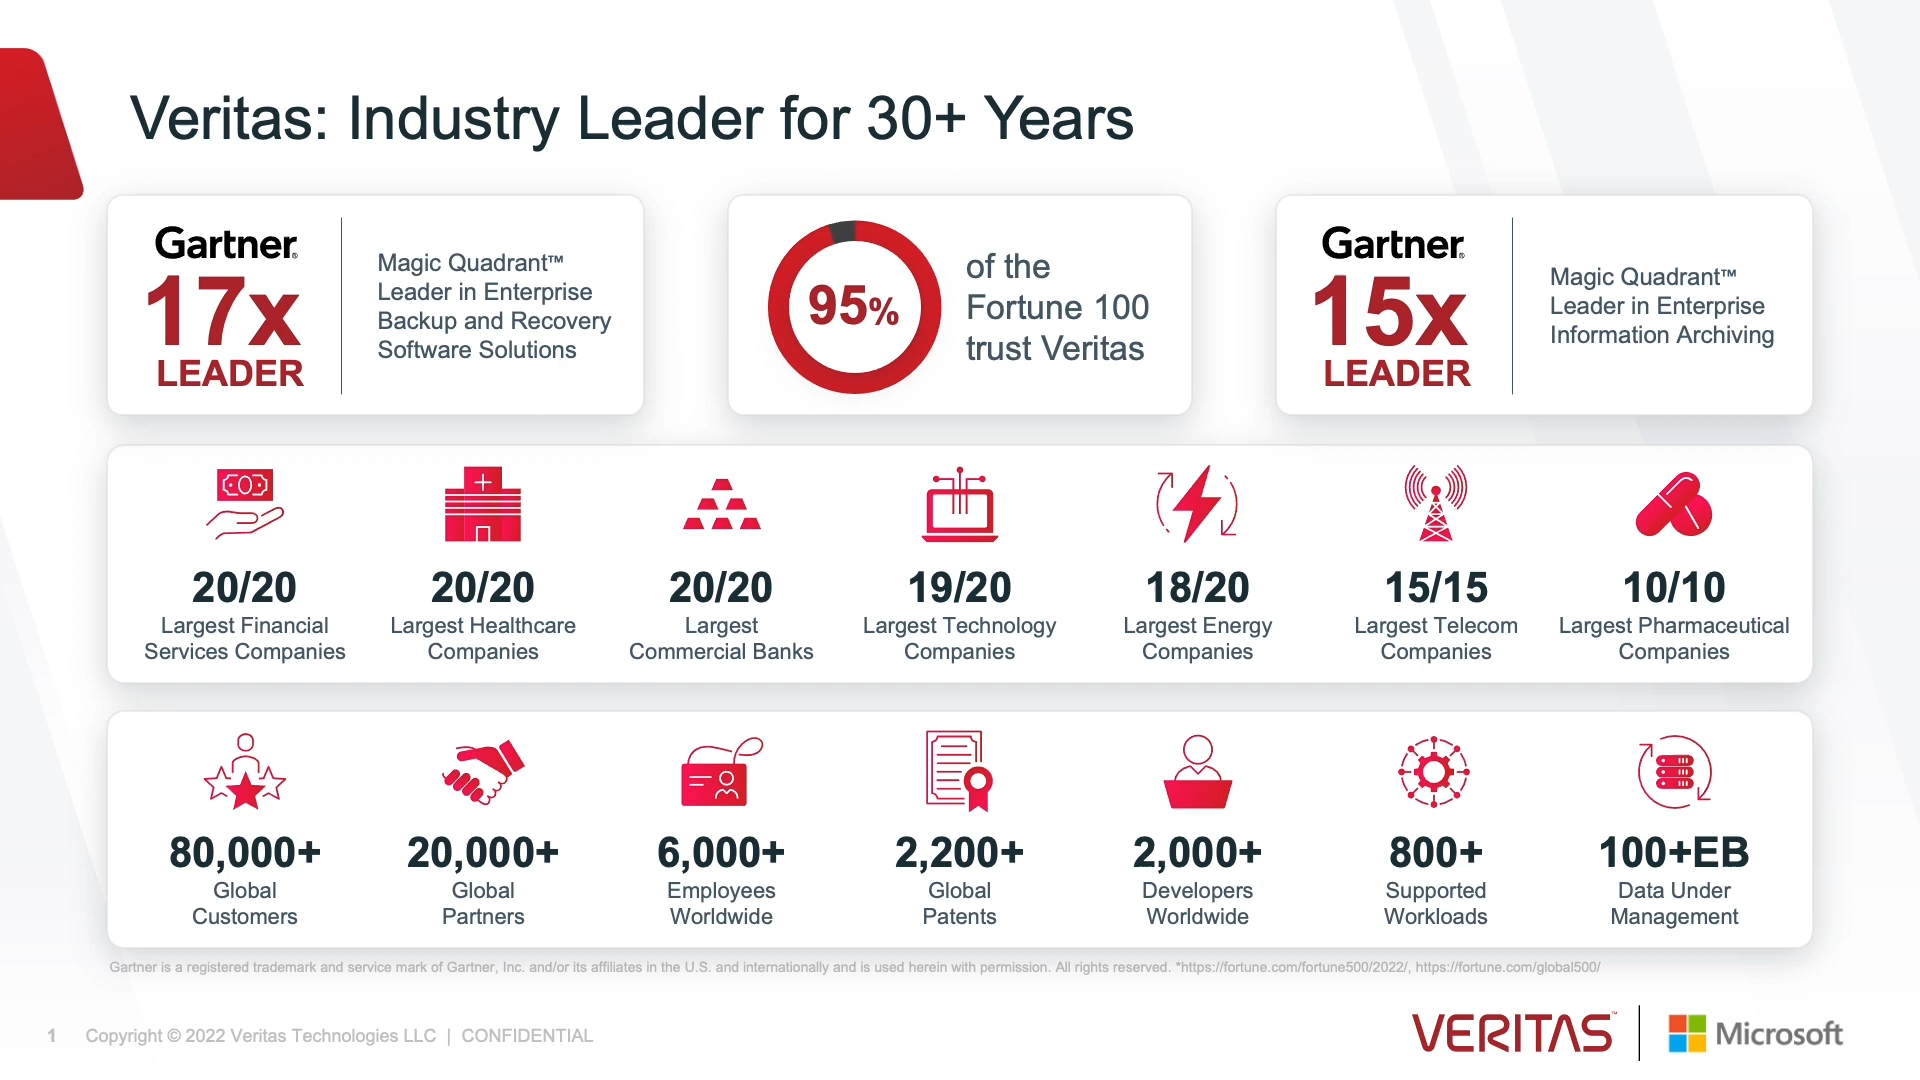 Veritas: Industry Leader for 30+ Years
Gartner®
17x
LEADER
Magic Quadrant™
Leader in Enterprise
Backup and Recovery
Software Solutions
95%
of the
Fortune 100
trust Veritas
Gartner®
15x
LEADER
Magic Quadrant™
Leader in Enterprise
Information Archiving
20/20
Largest Financial
Services Companies
20/20
Largest Healthcare
Companies
20/20
Largest
Commercial Banks
19/20
Largest Technology
Companies
18/20
Largest Energy
Companies
15/15
Largest Telecom
Companies
10/10
Largest Pharmaceutical
Companies
80,000+
Global
Customers
20,000+
Global
Partners
6,000+
Employees
Worldwide
2,200+
Global
Patents
2,000+
Developers
Worldwide
800+
Supported
Workloads
100+EB
Data Under
Management
Gartner is a registered trademark and service mark of Gartner, Inc. and/or its affiliates in the U.S. and internationally and is used herein with permission. All rights reserved. *https://fortune.com/fortune500/2022/, https://fortune.com/global500/
1 Copyright © 2022 Veritas Technologies LLC | CONFIDENTIAL
VERITAS™
Microsoft